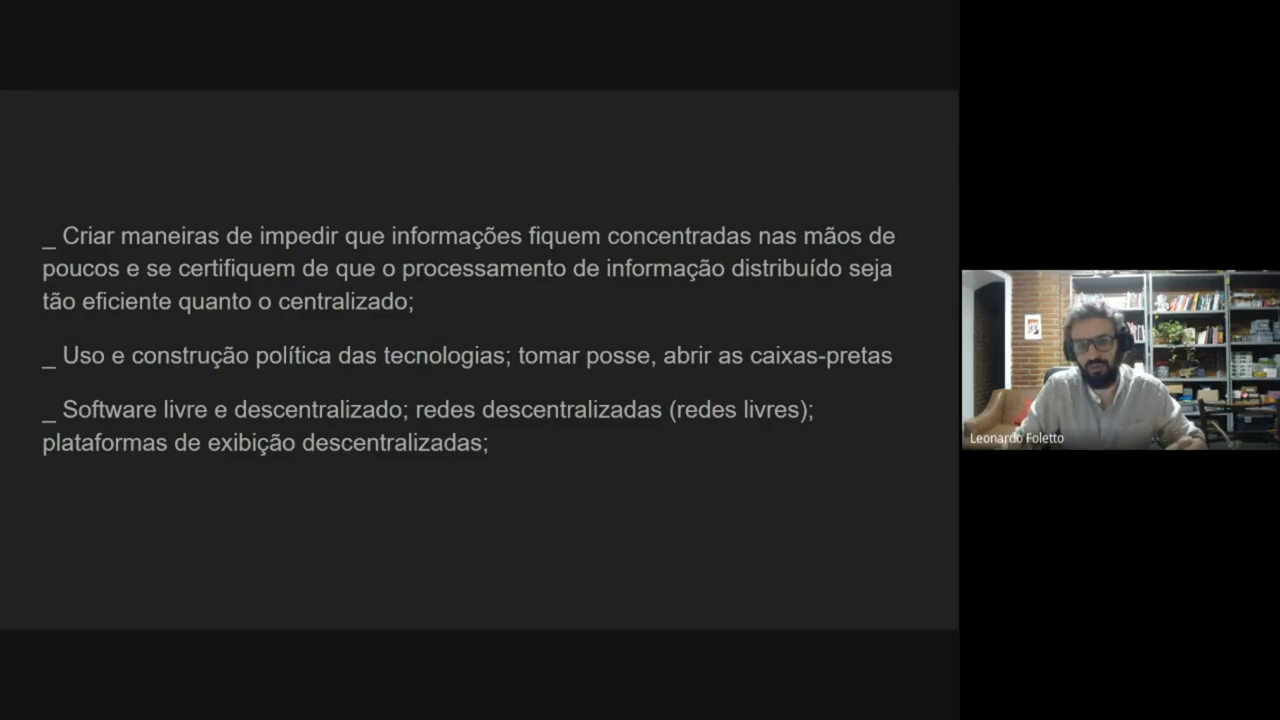 _ Criar maneiras de impedir que informações fiquem concentradas nas mãos de
poucos e se certifiquem de que o processamento de informação distribuído seja
tão eficiente quanto o centralizado;
_ Uso e construção política das tecnologias; tomar posse, abrir as caixas-pretas
_ Software livre e descentralizado; redes descentralizadas (redes livres);
plataformas de exibição descentralizadas;
Leonardo Foletto